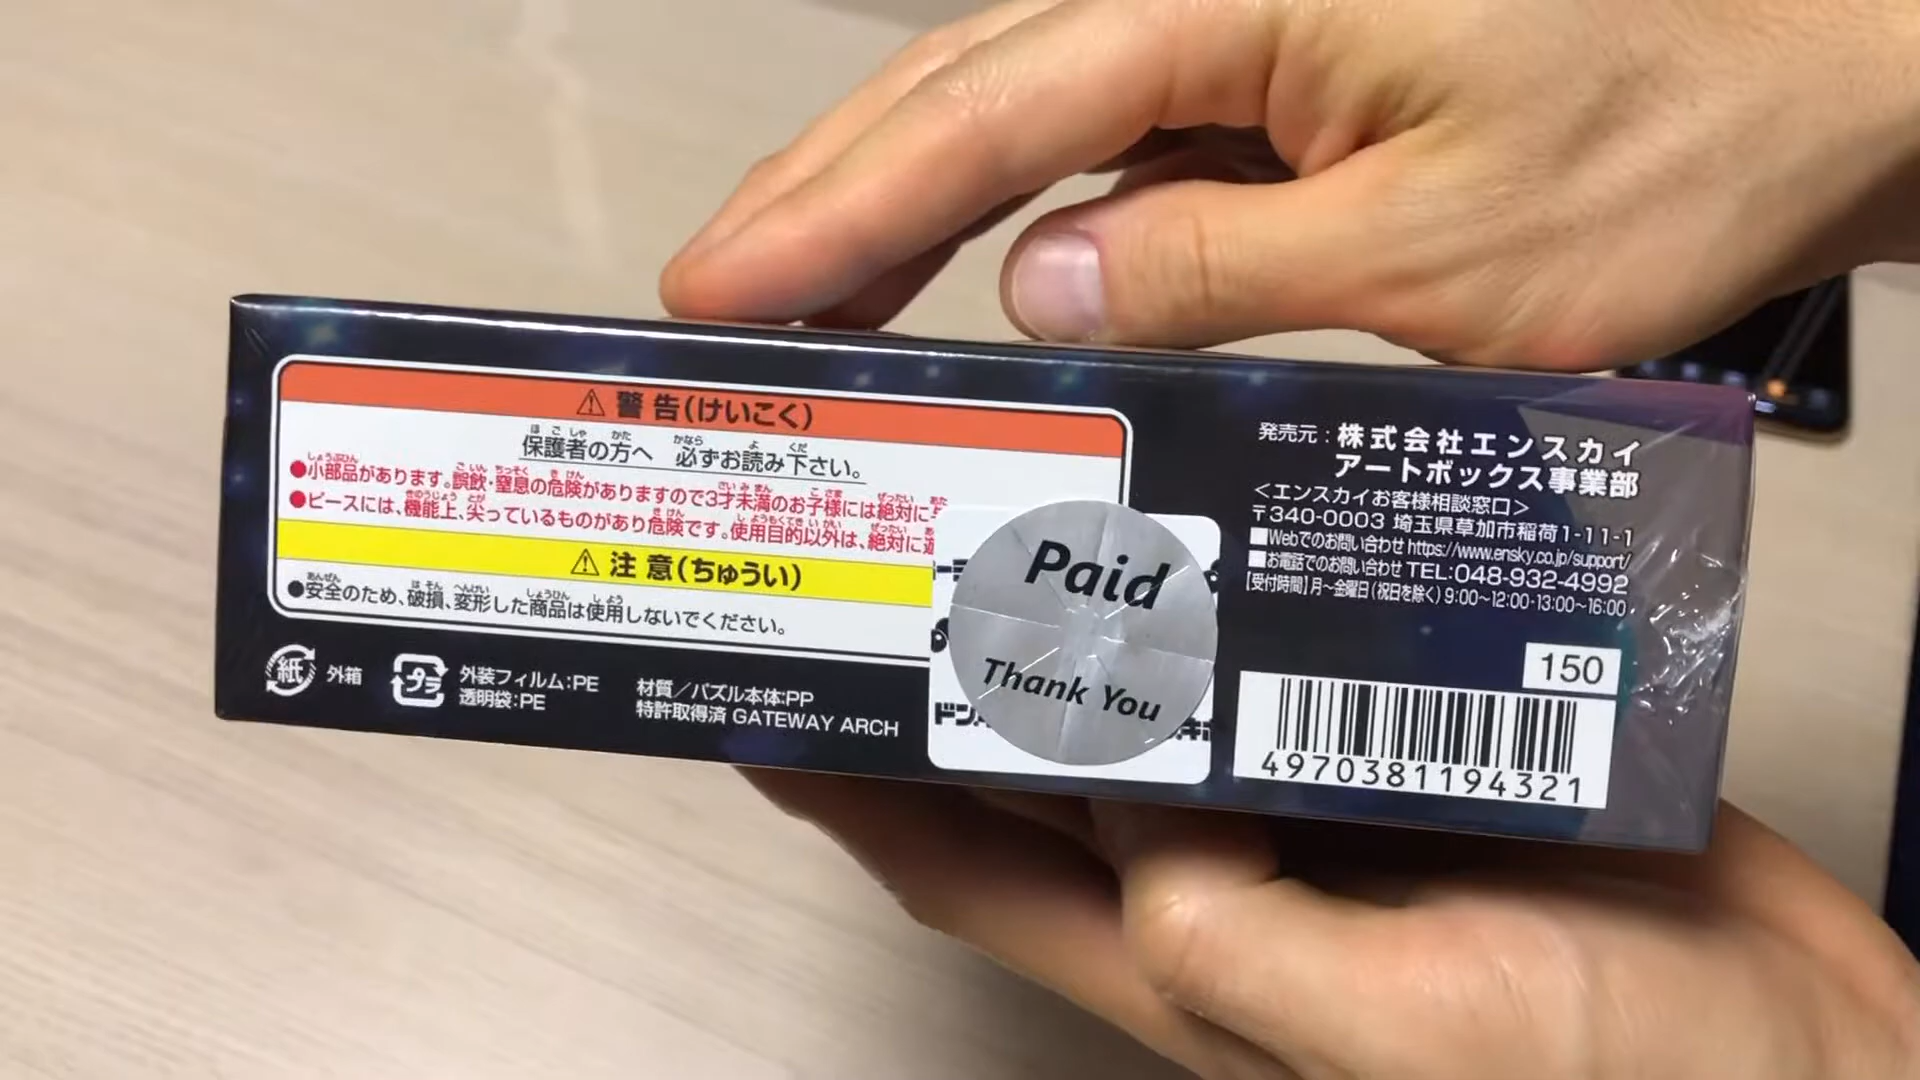 ⚠ 警告(けいこく)
保護者の方へ 必ずお読み下さい。
●小部品があります。誤飲・窒息の危険がありますので3才未満のお子様には絶対に
●ピースには、機能上、尖っているものがあり危険です。使用目的以外は、絶対に
⚠ 注意(ちゅうい)
●安全のため、破損、変形した商品は使用しないでください。
紙 外箱
プラ 外装フィルム:PE
透明袋:PE
材質/パズル本体:PP
特許取得済 GATEWAY ARCH
Paid
Thank You
ドン
発売元:株式会社エンスカイ
アートボックス事業部
<エンスカイお客様相談窓口>
〒340-0003 埼玉県草加市稲荷1-11-1
■Webでのお問い合わせ https://www.ensky.co.jp/support/
■お電話でのお問い合わせ TEL:048-932-4992
【受付時間】月~金曜日(祝日を除く)9:00~12:00・13:00~16:00
150
4970381194321